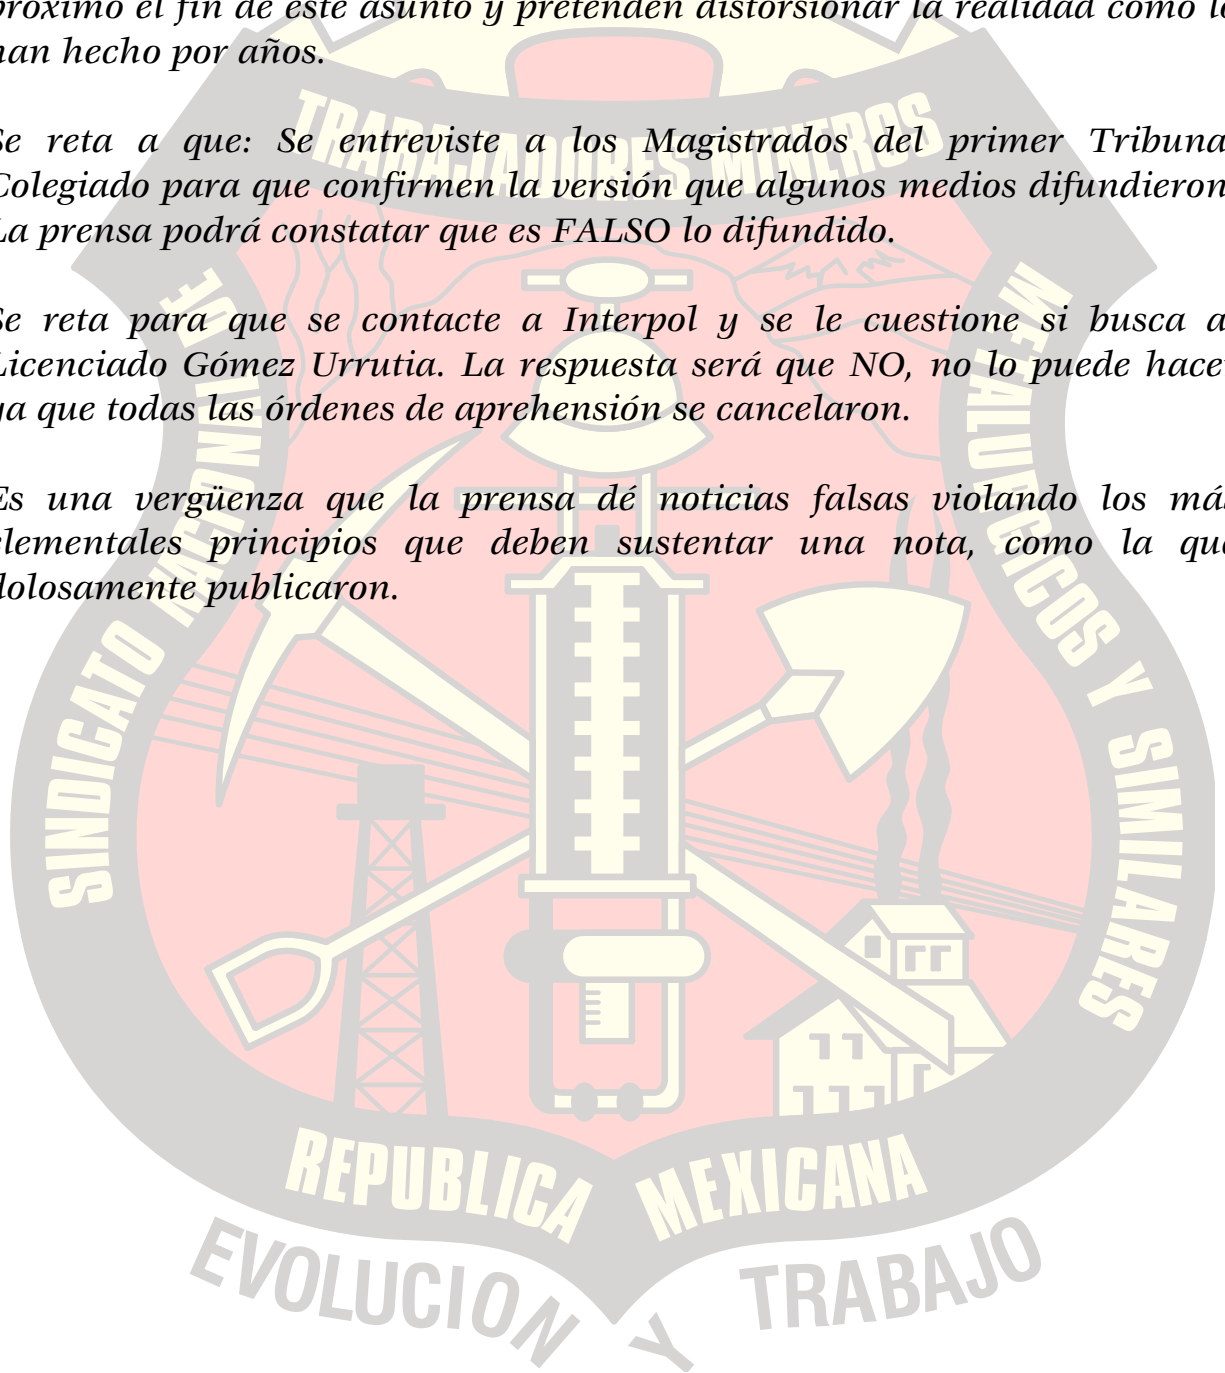 próximo el fin de este asunto y pretenden distorsionar la realidad como lo
han hecho por años.
Se reta a que: Se entreviste a los Magistrados del primer Tribunal
Colegiado para que confirmen la versión que algunos medios difundieron.
La prensa podrá constatar que es FALSO lo difundido.
Se reta para que se contacte a Interpol y se le cuestione si busca al
Licenciado Gómez Urrutia. La respuesta será que NO, no lo puede hacer
ya que todas las órdenes de aprehensión se cancelaron.
Es una vergüenza que la prensa dé noticias falsas violando los más
elementales principios que deben sustentar una nota, como la que
dolosamente publicaron.
SINDICATO NACIONAL DE
TRABAJADORES MINEROS
METALURGICOS Y SIMILARES
REPUBLICA MEXICANA
EVOLUCION Y TRABAJO